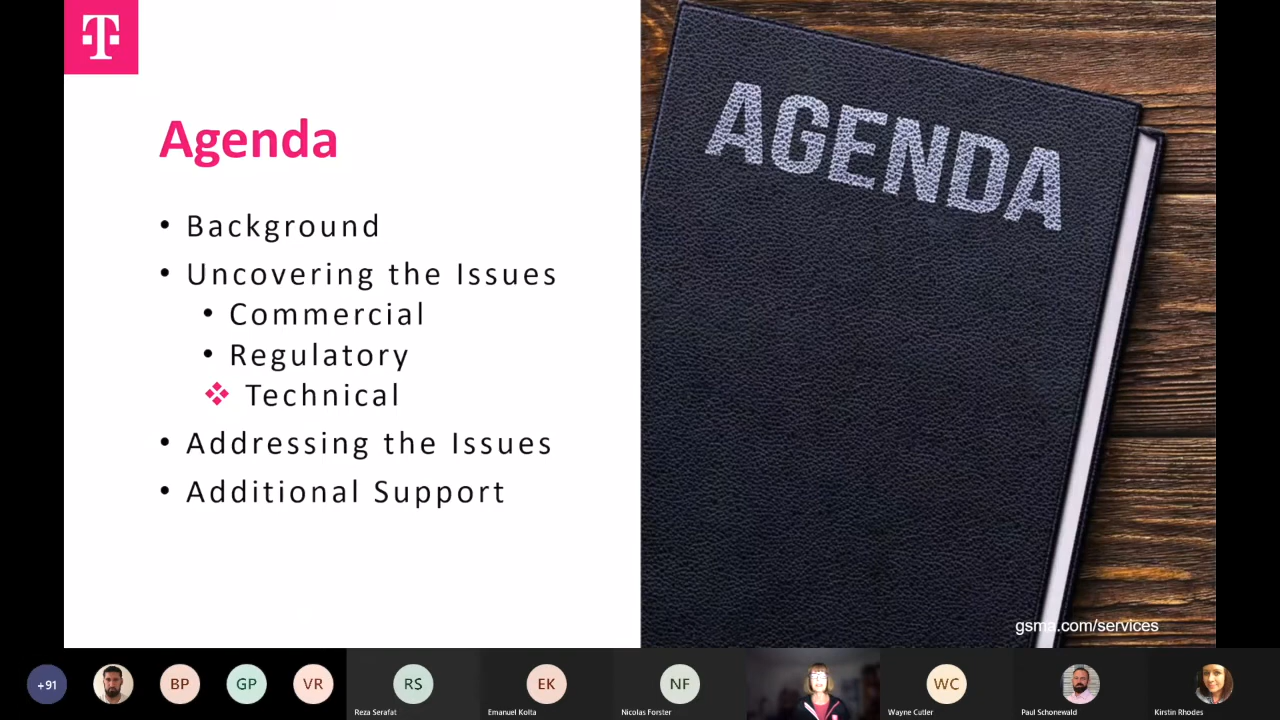 T
Agenda
• Background
• Uncovering the Issues
• Commercial
• Regulatory
❖ Technical
• Addressing the Issues
• Additional Support
AGENDA
gsma.com/services
+91
BP
GP
VR
RS
Reza Serafat
EK
Emanuel Kolta
NF
Nicolas Forster
WC
Wayne Cutler
Paul Schonewald
Kirstin Rhodes